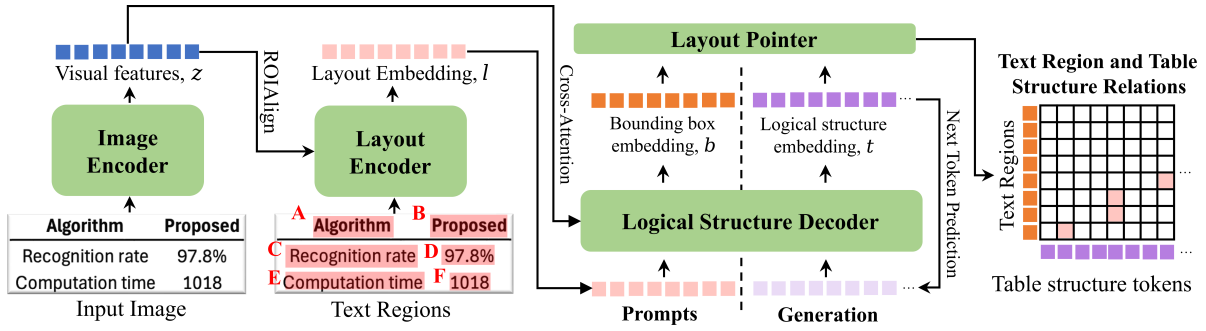 Visual features, z
Image
Encoder
Algorithm Proposed
Recognition rate 97.8%
Computation time 1018
Input Image
ROIAlign
Layout Embedding, l
Layout
Encoder
A Algorithm B Proposed
C Recognition rate D 97.8%
E Computation time F 1018
Text Regions
Cross-Attention
Layout Pointer
Bounding box
embedding, b
Logical structure
embedding, t
...
Logical Structure Decoder
...
Prompts
Generation
Next Token Prediction
Text Region and Table
Structure Relations
Text Regions
...
...
Table structure tokens